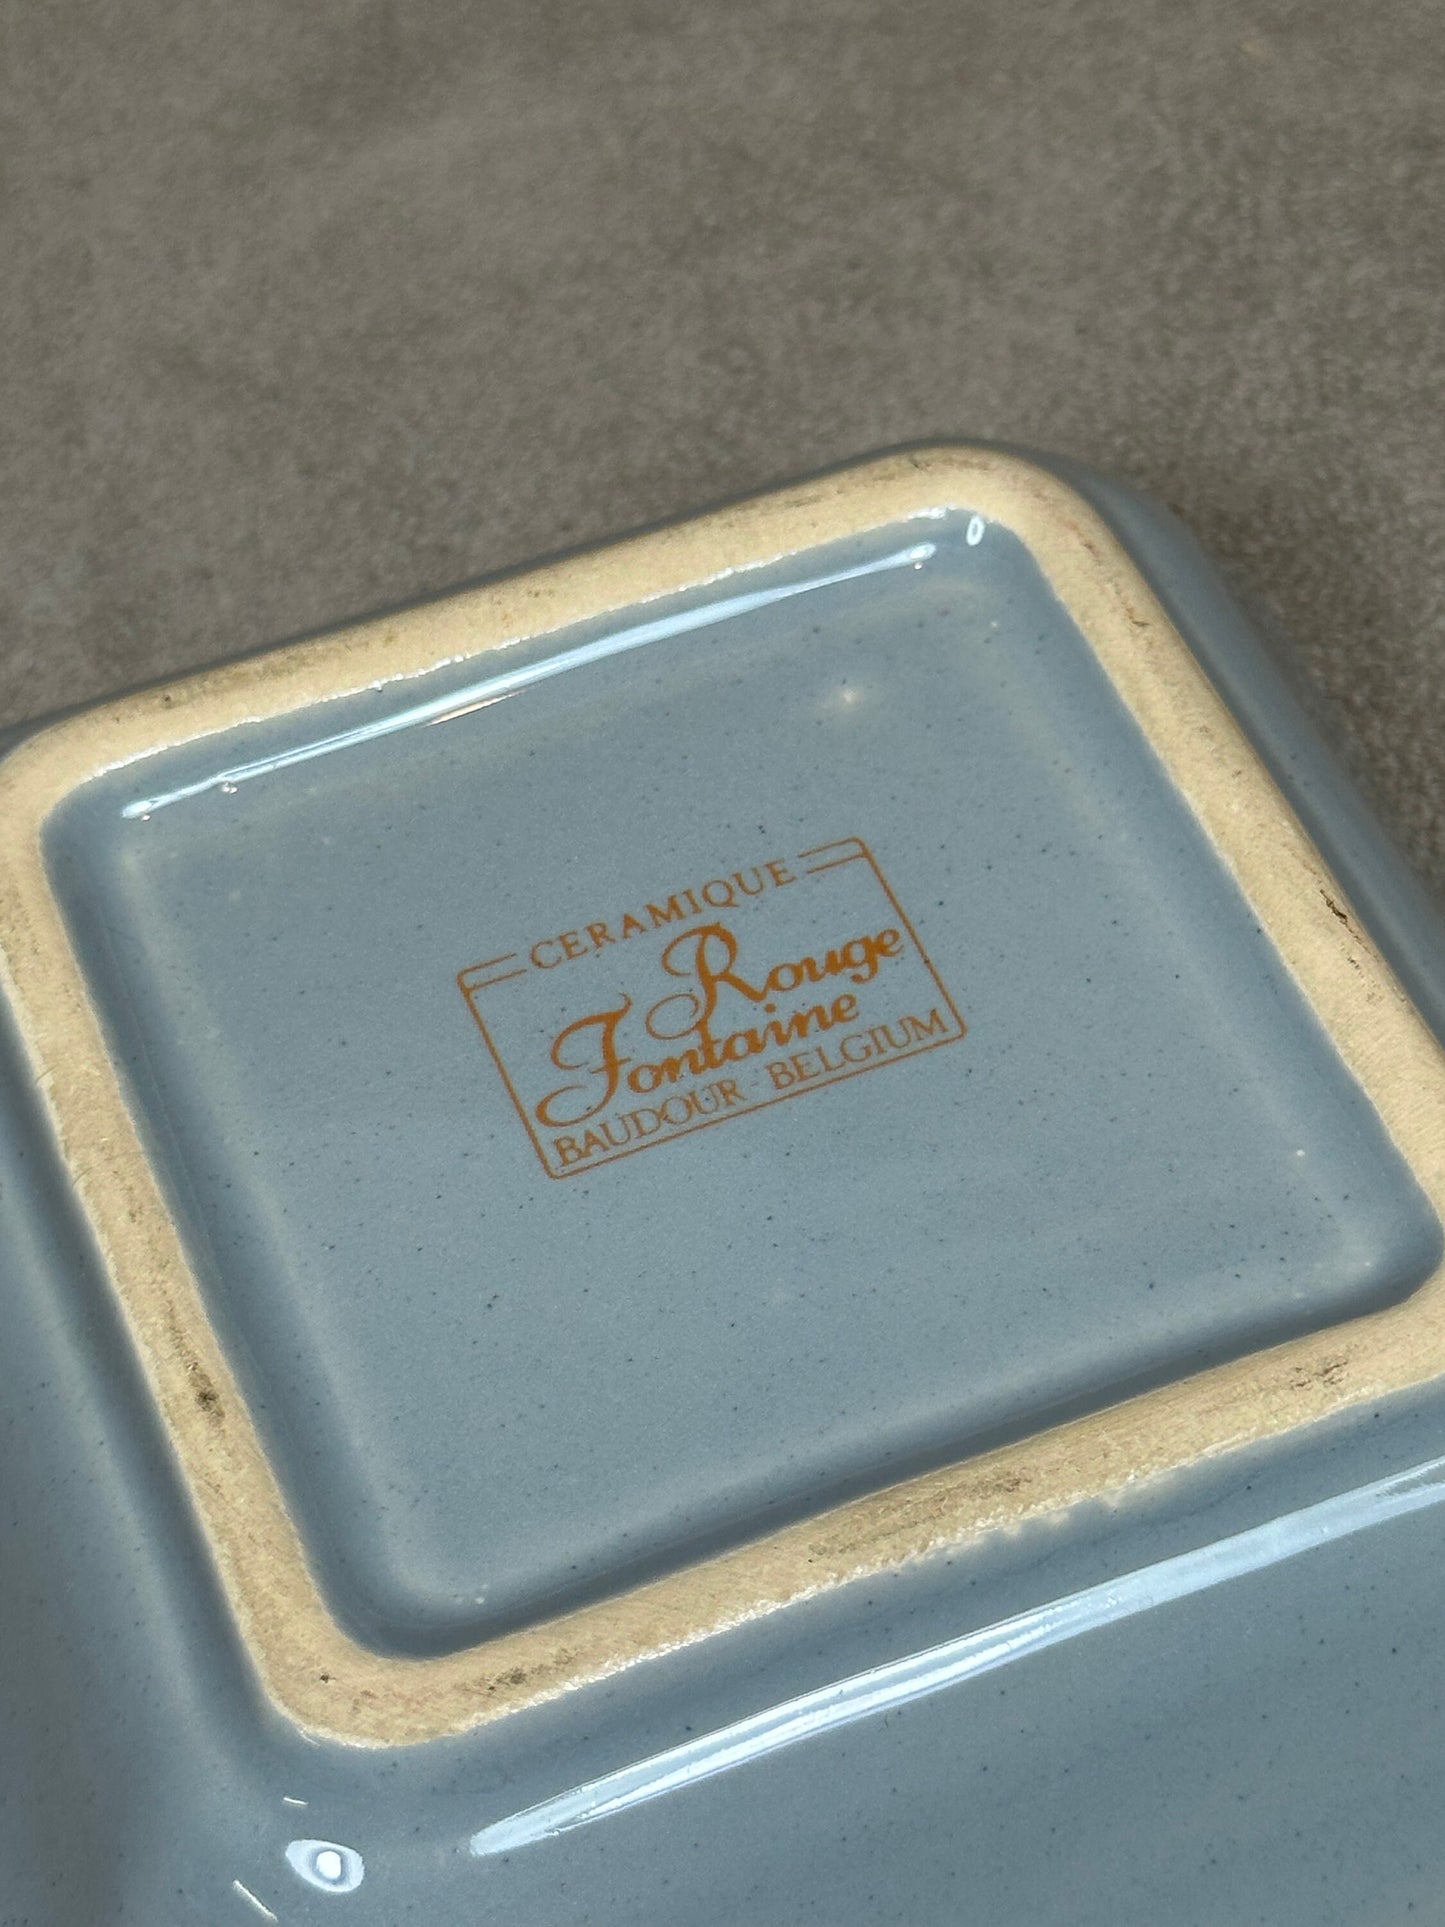 CERAMIQUE
Rouge
Fontaine
BAUDOUR - BELGIUM